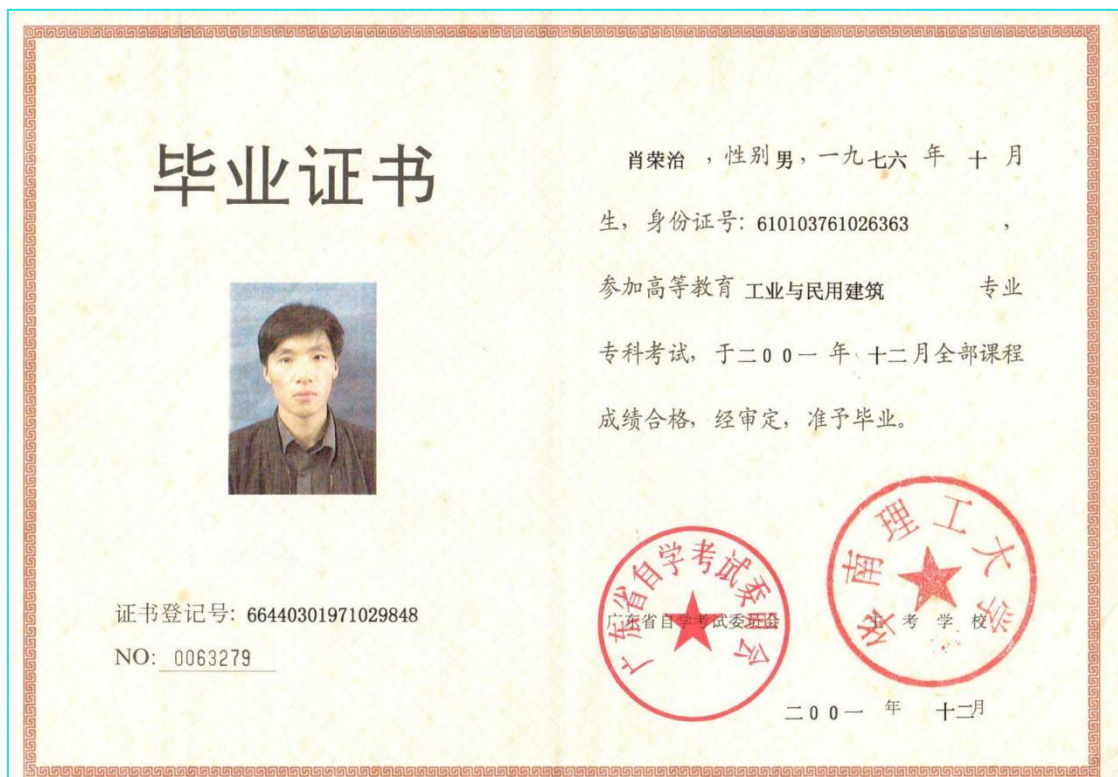 毕业证书
证书登记号: 66440301971029848
NO: 0063279
肖荣治 ,性别男,一九七六 年 十 月
生, 身份证号: 610103761026363 ,
参加高等教育 工业与民用建筑 专业
专科考试, 于二00一 年 十二月全部课程
成绩合格, 经审定, 准予毕业。
广东省自学考试委员会
广东省自学考试委员会
华南理工大学
主考学校
二00一 年 十二月